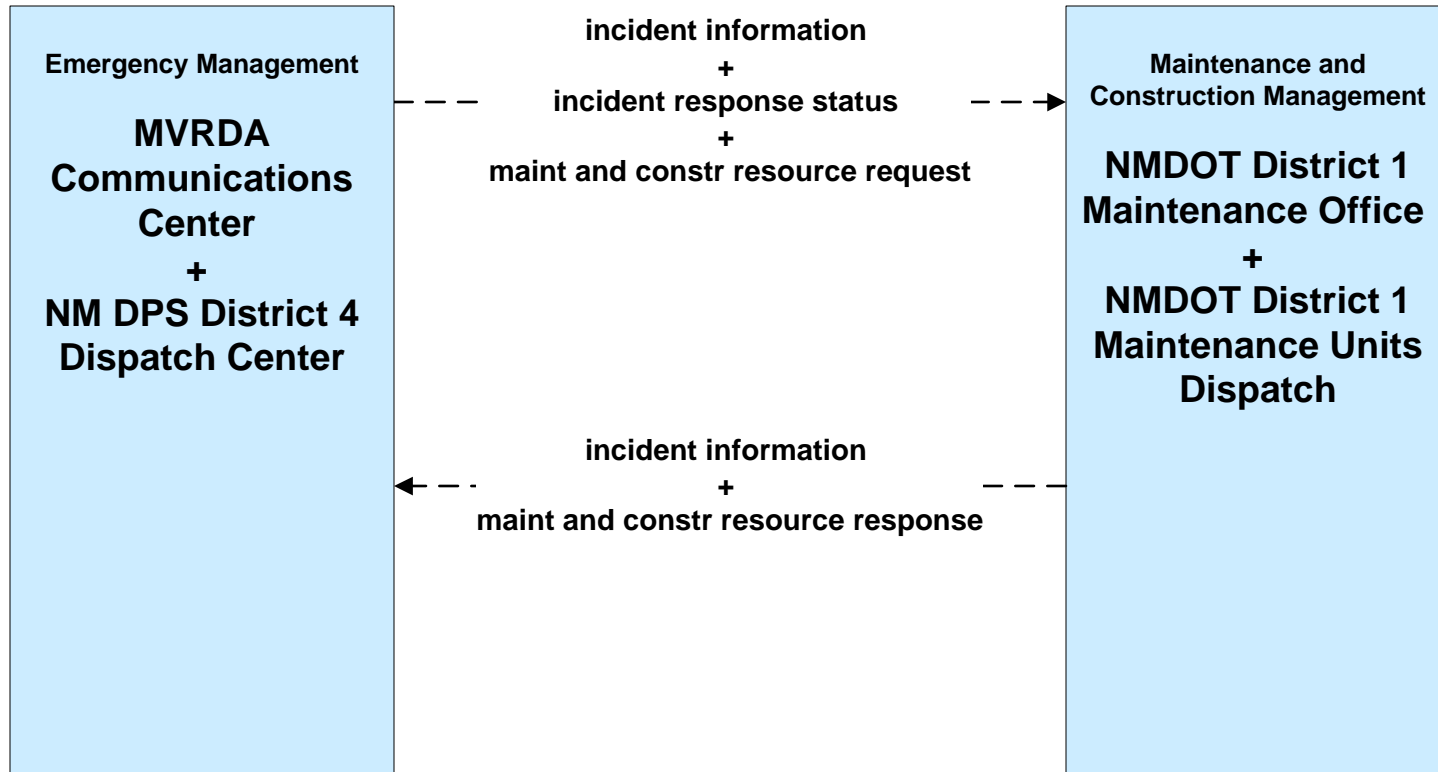 Emergency Management
MVRDA
Communications
Center
+
NM DPS District 4
Dispatch Center
incident information
+
incident response status
+
maint and constr resource request
incident information
+
maint and constr resource response
Maintenance and
Construction Management
NMDOT District 1
Maintenance Office
+
NMDOT District 1
Maintenance Units
Dispatch